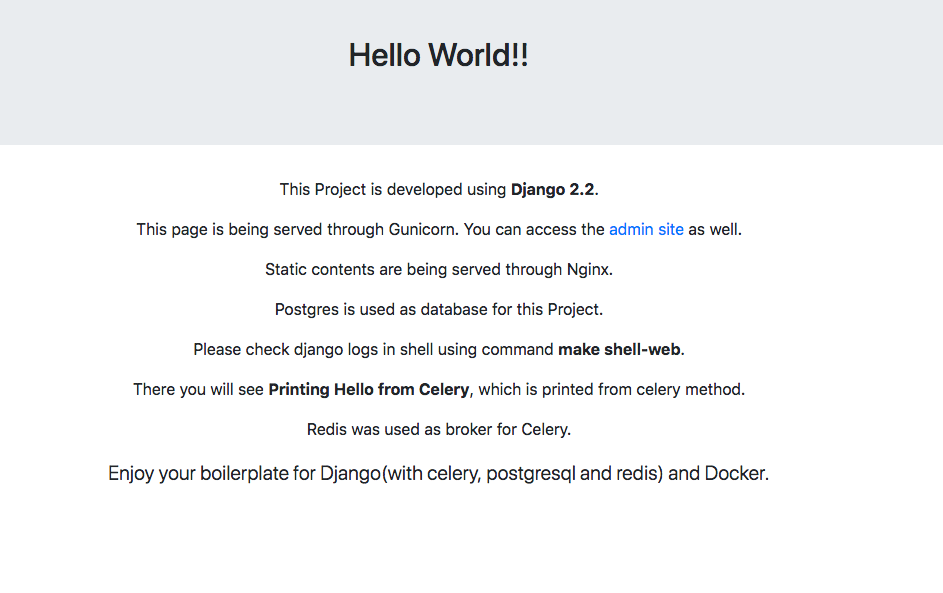 Hello World!!
This Project is developed using Django 2.2.
This page is being served through Gunicorn. You can access the admin site as well.
Static contents are being served through Nginx.
Postgres is used as database for this Project.
Please check django logs in shell using command make shell-web.
There you will see Printing Hello from Celery, which is printed from celery method.
Redis was used as broker for Celery.
Enjoy your boilerplate for Django(with celery, postgresql and redis) and Docker.